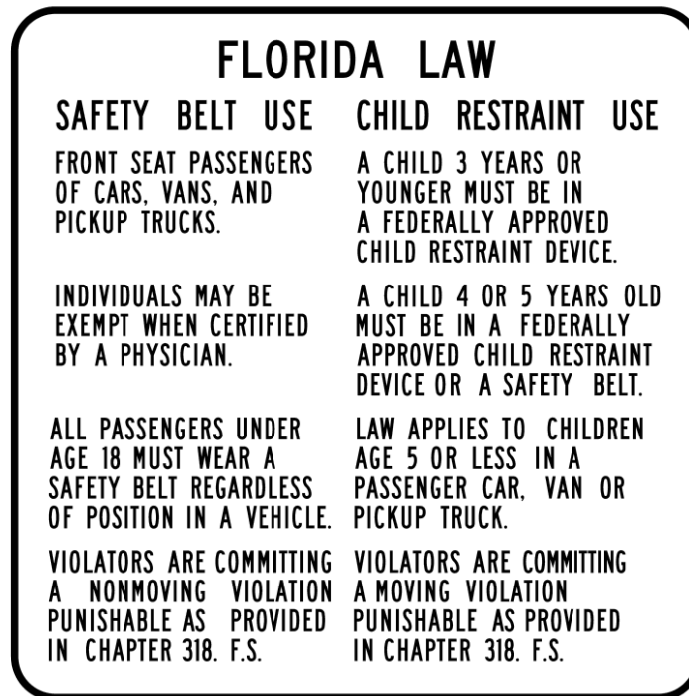 FLORIDA LAW
SAFETY BELT USE
FRONT SEAT PASSENGERS
OF CARS, VANS, AND
PICKUP TRUCKS.
INDIVIDUALS MAY BE
EXEMPT WHEN CERTIFIED
BY A PHYSICIAN.
ALL PASSENGERS UNDER
AGE 18 MUST WEAR A
SAFETY BELT REGARDLESS
OF POSITION IN A VEHICLE.
VIOLATORS ARE COMMITTING
A NONMOVING VIOLATION
PUNISHABLE AS PROVIDED
IN CHAPTER 318. F.S.
CHILD RESTRAINT USE
A CHILD 3 YEARS OR
YOUNGER MUST BE IN
A FEDERALLY APPROVED
CHILD RESTRAINT DEVICE.
A CHILD 4 OR 5 YEARS OLD
MUST BE IN A FEDERALLY
APPROVED CHILD RESTRAINT
DEVICE OR A SAFETY BELT.
LAW APPLIES TO CHILDREN
AGE 5 OR LESS IN A
PASSENGER CAR, VAN OR
PICKUP TRUCK.
VIOLATORS ARE COMMITTING
A MOVING VIOLATION
PUNISHABLE AS PROVIDED
IN CHAPTER 318. F.S.